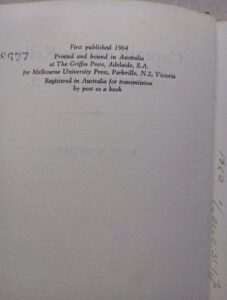 First published 1964
Printed and bound in Australia
at The Griffin Press, Adelaide, S.A.
for Melbourne University Press, Parkville, N.2, Victoria
Registered in Australia for transmission
by post as a book